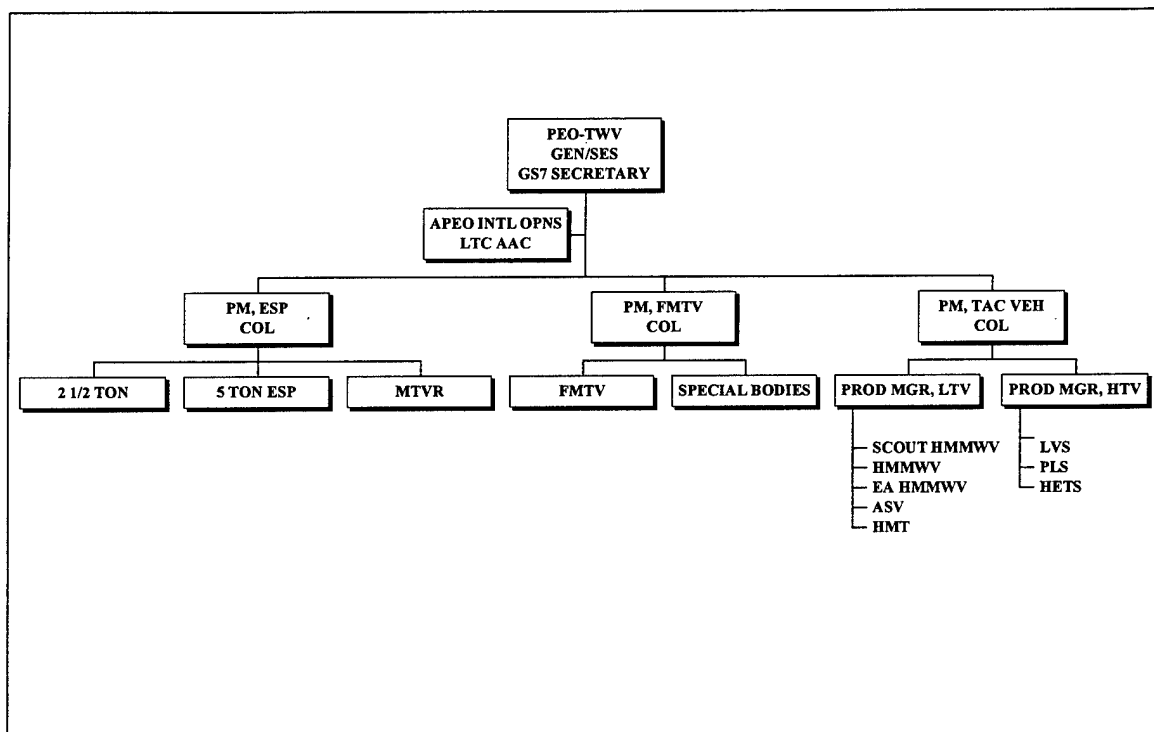 PEO-TWV
GEN/SES
GS7 SECRETARY
APEO INTL OPNS
LTC AAC
PM, ESP
COL
PM, FMTV
COL
PM, TAC VEH
COL
2 1/2 TON
5 TON ESP
MTVR
FMTV
SPECIAL BODIES
PROD MGR, LTV
PROD MGR, HTV
SCOUT HMMWV
HMMWV
EA HMMWV
ASV
HMT
LVS
PLS
HETS